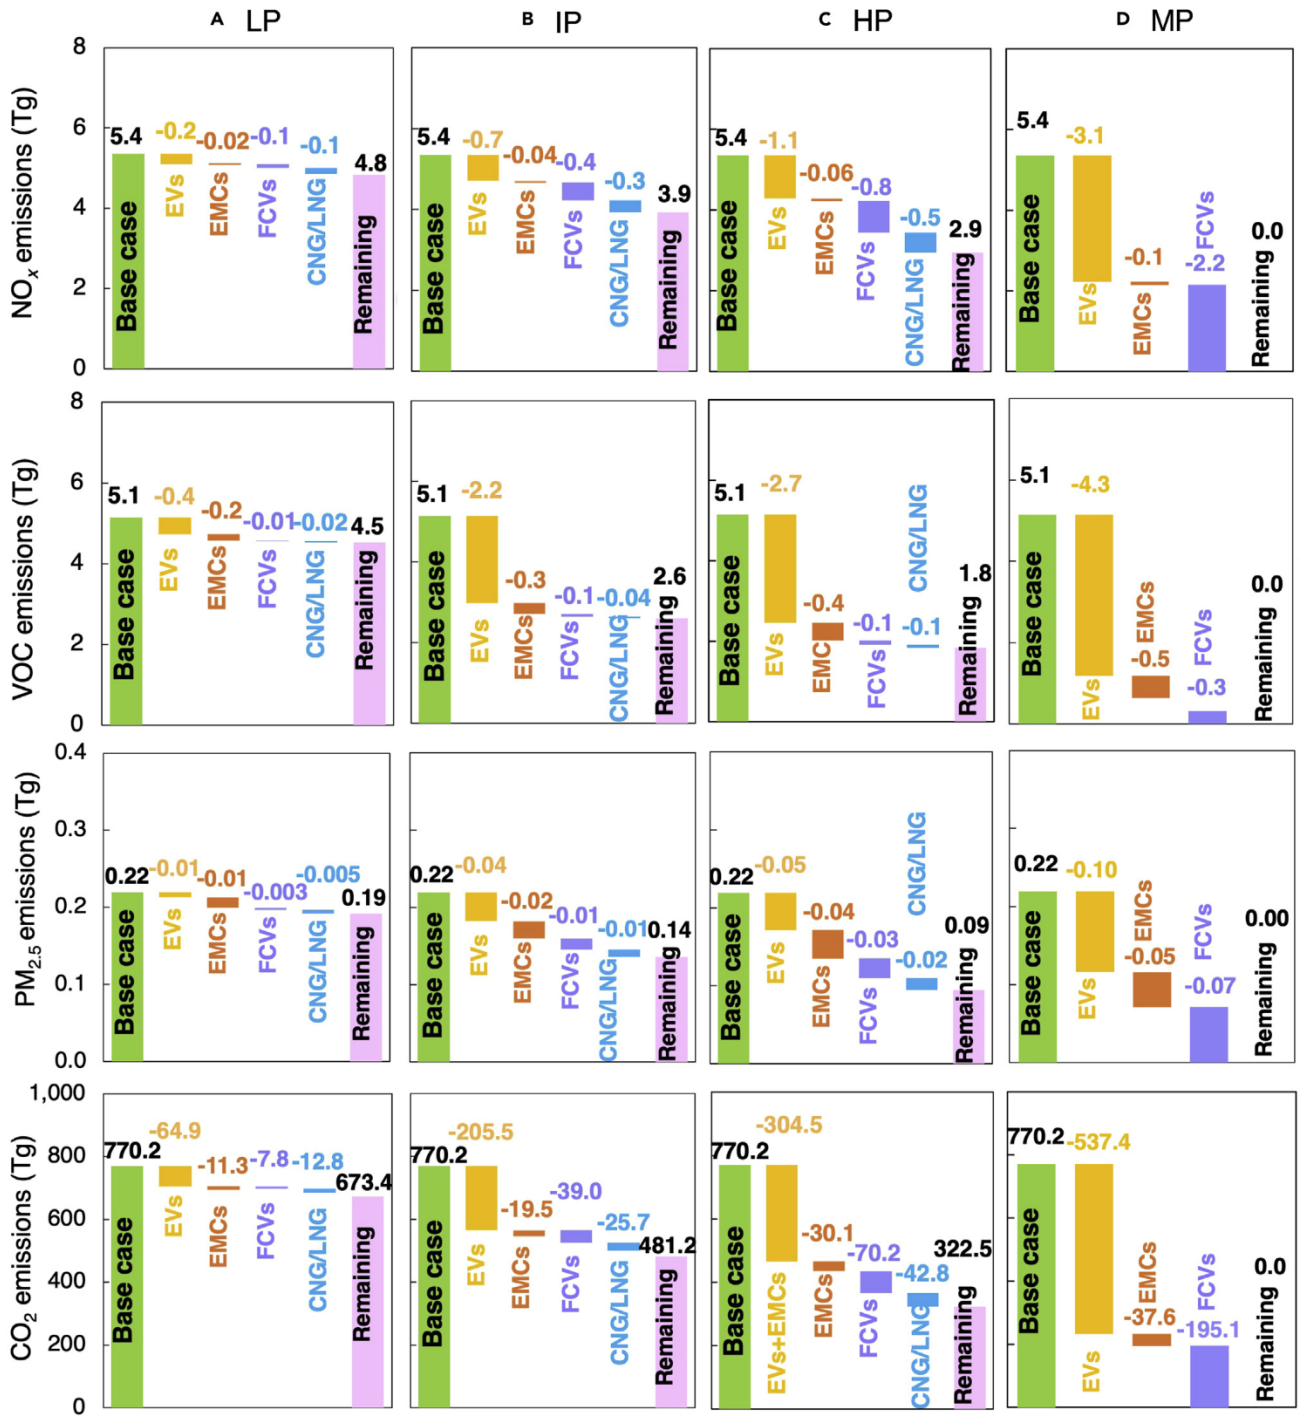 A LP
B IP
C HP
D MP
NOx emissions (Tg)
8
6
4
2
0
5.4
-0.2
-0.02
-0.1
-0.1
4.8
Base case
EVs
EMCs
FCVs
CNG/LNG
Remaining
5.4
-0.7
-0.04
-0.4
-0.3
3.9
Base case
EVs
EMCs
FCVs
CNG/LNG
Remaining
5.4
-1.1
-0.06
-0.8
-0.5
2.9
Base case
EVs
EMCs
FCVs
CNG/LNG
Remaining
5.4
-3.1
-0.1
-2.2
0.0
Base case
EVs
EMCs
FCVs
Remaining
VOC emissions (Tg)
8
6
4
2
0
5.1
-0.4
-0.2
-0.01
-0.02
4.5
Base case
EVs
EMCs
FCVs
CNG/LNG
Remaining
5.1
-2.2
-0.3
-0.1
-0.04
2.6
Base case
EVs
EMCs
FCVs
CNG/LNG
Remaining
5.1
-2.7
-0.4
-0.1
-0.1
1.8
Base case
EVs
EMC
FCVs
CNG/LNG
Remaining
5.1
-4.3
-0.5
-0.3
0.0
Base case
EVs
EMCs
FCVs
Remaining
PM2.5 emissions (Tg)
0.4
0.3
0.2
0.1
0.0
0.22
-0.01
-0.01
-0.003
-0.005
0.19
Base case
EVs
EMCs
FCVs
CNG/LNG
Remaining
0.22
-0.04
-0.02
-0.01
-0.01
0.14
Base case
EVs
EMCs
FCVs
CNG/LNG
Remaining
0.22
-0.05
-0.04
-0.03
-0.02
0.09
Base case
EVs
EMCs
FCVs
CNG/LNG
Remaining
0.22
-0.10
-0.05
-0.07
0.00
Base case
EVs
EMCs
FCVs
Remaining
CO2 emissions (Tg)
1,000
800
600
400
200
0
770.2
-64.9
-11.3
-7.8
-12.8
673.4
Base case
EVs
EMCs
FCVs
CNG/LNG
Remaining
770.2
-205.5
-19.5
-39.0
-25.7
481.2
Base case
EVs
EMCs
FCVs
CNG/LNG
Remaining
770.2
-304.5
-30.1
-70.2
-42.8
322.5
Base case
EVs+EMCs
EMCs
FCVs
CNG/LNG
Remaining
770.2
-537.4
-37.6
-195.1
0.0
Base case
EVs
EMCs
FCVs
Remaining